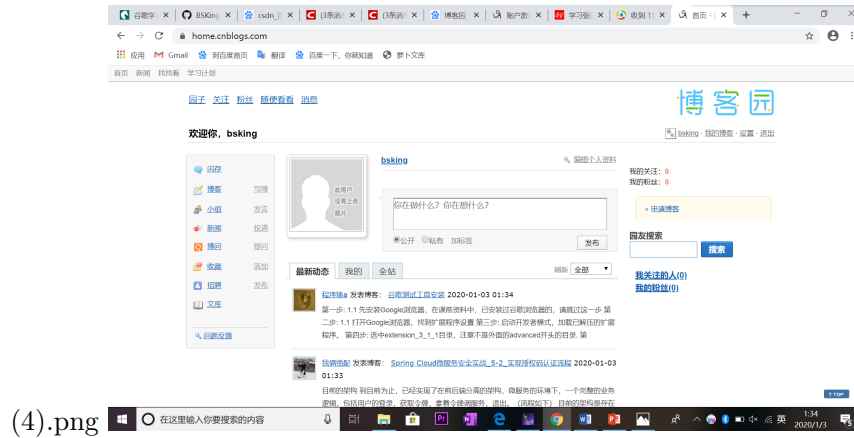 谷歌学 BSKing csdn_i (3条消 (3条消 博客园 账户激 学习强 收到 1 首页 -
home.cnblogs.com
应用 Gmail 到百度首页 翻译 百度一下,你就知道 萝卜文库
首页 新闻 找找看 学习计划
园子 关注 粉丝 随便看看 消息
博客园
欢迎你,bsking
bsking · 我的博客 · 设置 · 退出
闪存
博客 写博
小组 发言
新闻 投递
博问 提问
收藏 添加
招聘 发布
文库
问题反馈
此用户
没有上传
照片
bsking 编辑个人资料
你在做什么?你在想什么?
公开 私有 加标签 发布
我的关注:0
我的粉丝:0
» 申请博客
园友搜索
搜索
我关注的人(0)
我的粉丝(0)
最新动态 我的 全站 刷新 全部
程序猿a 发表博客: 谷歌测试工具安装 2020-01-03 01:34
第一步: 1.1 先安装Google浏览器,在课前资料中,已安装过谷歌浏览器的,请跳过这一步 第
二步: 1.1 打开Google浏览器,找到扩展程序设置 第三步: 启动开发者模式,加载已解压的扩展
程序。 第四步: 选中extension_3_1_1目录,注意不是外面的advanced开头的目录. 第
发表博客: Spring Cloud微服务安全实战_5-2_实现授权码认证流程 2020-01-03
01:33
目前的架构 到目前为止,已经实现了在前后端分离的架构,微服务的环境下,一个完整的业务
逻辑,包括用户的登录,获取令牌,拿着令牌调服务,退出。 (流程如下) 目前的架构是存在
TOP
在这里输入你要搜索的内容
英 1:34
2020/1/3
(4).png